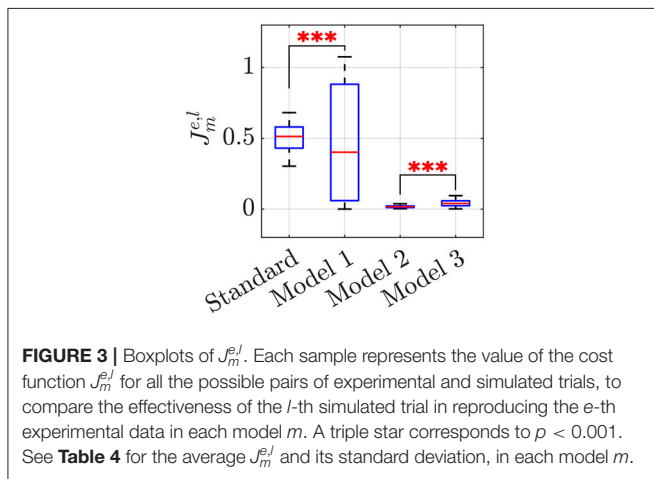 ***
1
0.5
***
0
J_m^{e,l}
Standard
Model 1
Model 2
Model 3
FIGURE 3 | Boxplots of J_m^{e,l}. Each sample represents the value of the cost
function J_m^{e,l} for all the possible pairs of experimental and simulated trials, to
compare the effectiveness of the l-th simulated trial in reproducing the e-th
experimental data in each model m. A triple star corresponds to p < 0.001.
See Table 4 for the average J_m^{e,l} and its standard deviation, in each model m.